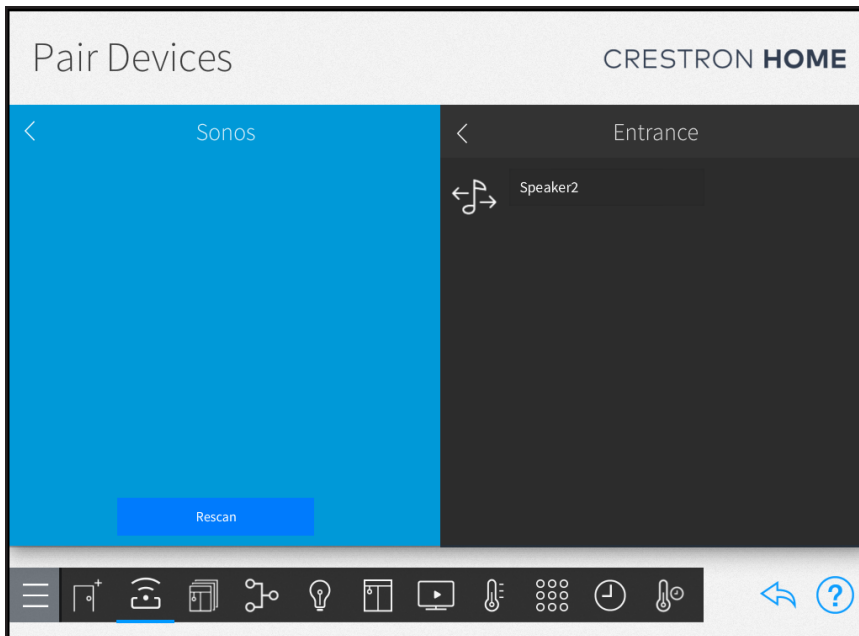 Pair Devices
CRESTRON HOME
Sonos
Entrance
Speaker2
Rescan
?